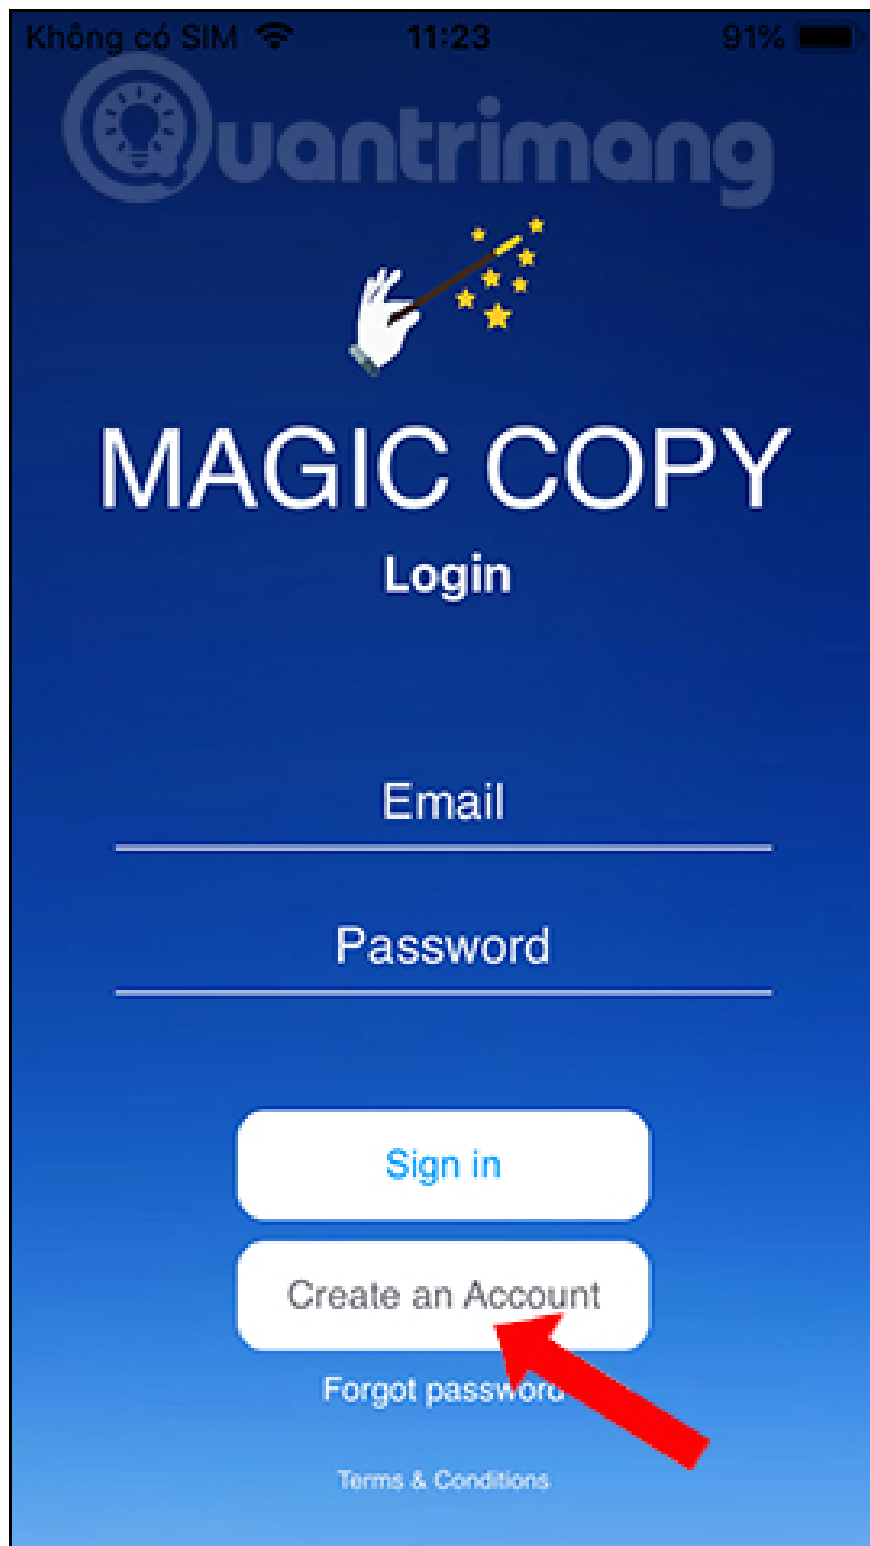 Không có SIM 11:23 91%
Quantrimang
MAGIC COPY
Login
Email
Password
Sign in
Create an Account
Forgot password
Terms & Conditions